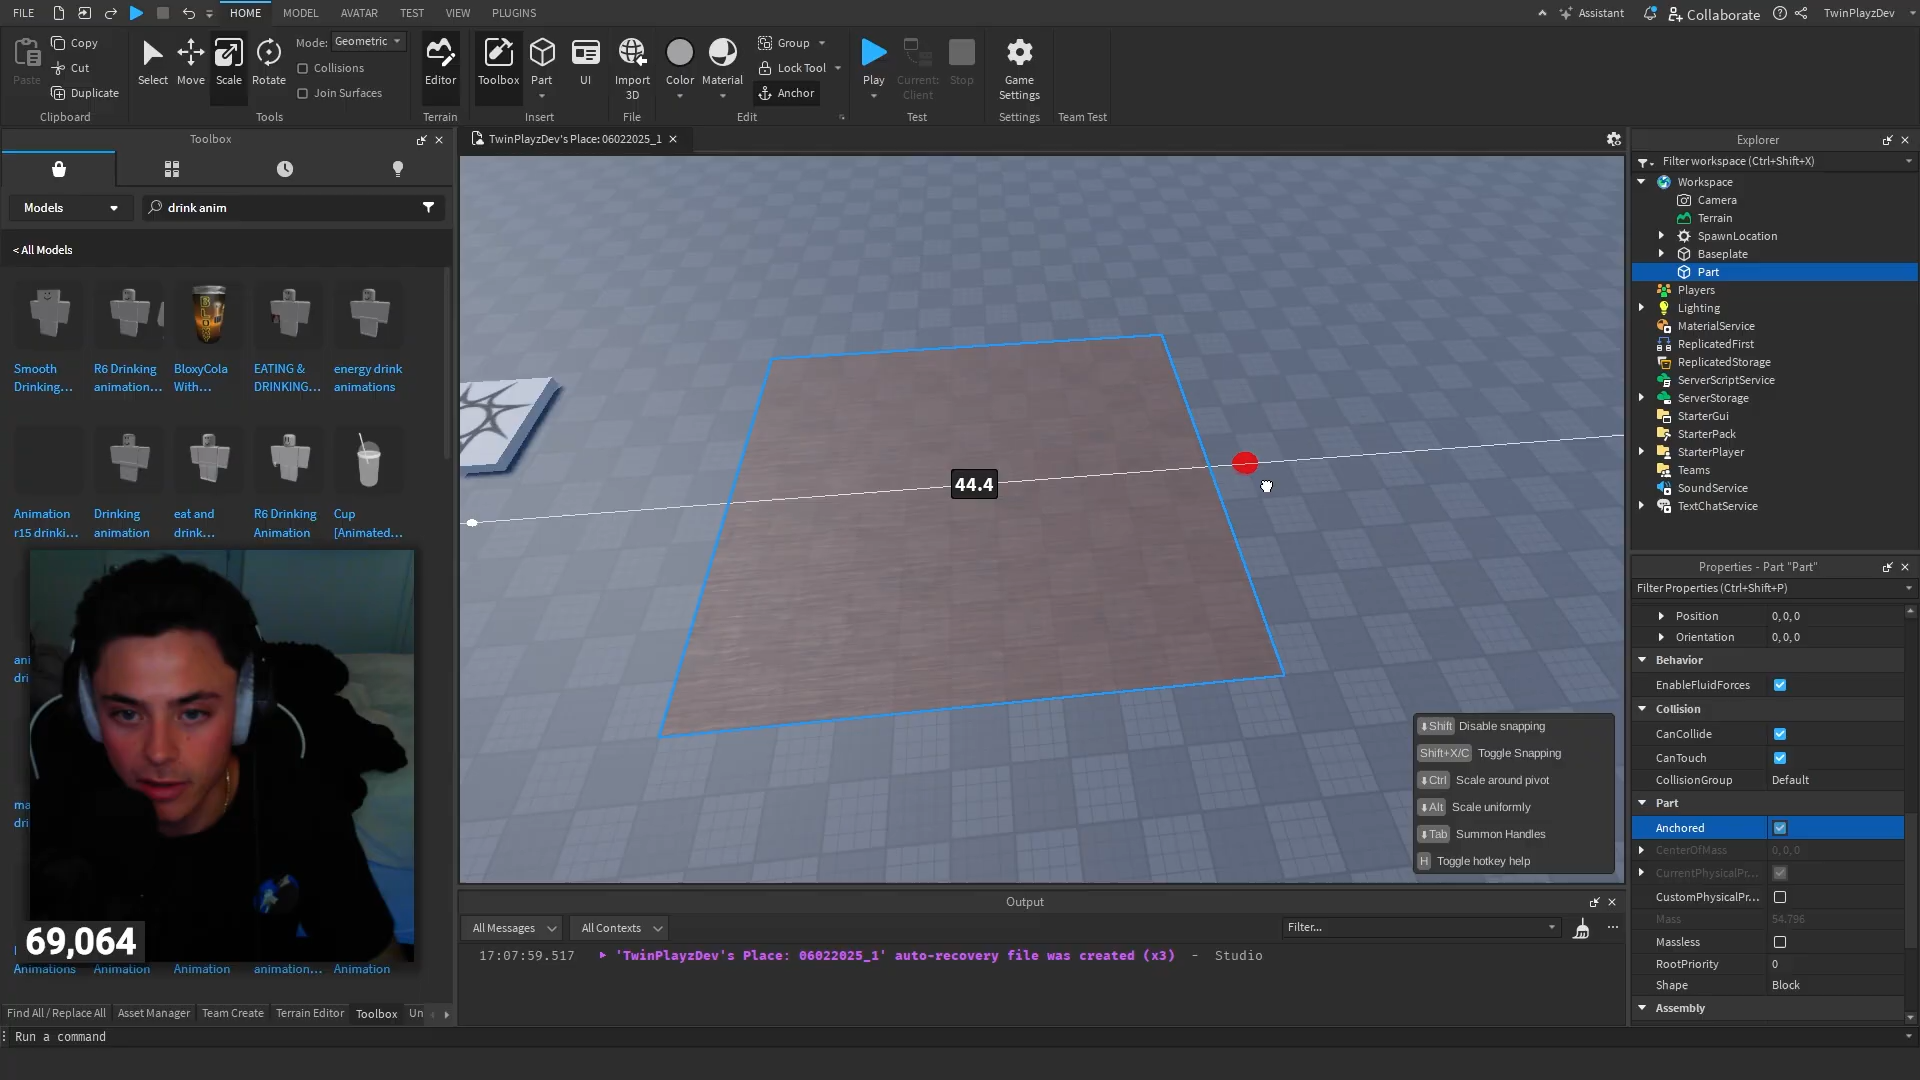 FILE HOME MODEL AVATAR TEST VIEW PLUGINS Assistant Collaborate TwinPlayzDev
Paste Copy Cut Duplicate Clipboard
Select Move Scale Rotate Mode: Geometric Collisions Join Surfaces Tools
Editor Terrain
Toolbox Part UI Insert
Import 3D File
Color Material Group Lock Tool Anchor Edit
Play Current: Client Stop Test
Game Settings Settings
Team Test
Toolbox
Models drink anim
< All Models
Smooth Drinking...
R6 Drinking animation...
BloxyCola With...
EATING & DRINKING...
energy drink animations
BLOXY
Animation r15 drinki...
Drinking animation
eat and drink...
R6 Drinking Animation
Cup [Animated...
ani
dri
ma
dri
69,064
Animations Animation Animation animation... Animation
Find All / Replace All Asset Manager Team Create Terrain Editor Toolbox Un
Run a command
TwinPlayzDev's Place: 06022025_1
44.4
Shift Disable snapping
Shift+X/C Toggle Snapping
Ctrl Scale around pivot
Alt Scale uniformly
Tab Summon Handles
H Toggle hotkey help
Output
All Messages All Contexts Filter...
17:07:59.517 'TwinPlayzDev's Place: 06022025_1' auto-recovery file was created (x3) - Studio
Explorer
Filter workspace (Ctrl+Shift+X)
Workspace
Camera
Terrain
SpawnLocation
Baseplate
Part
Players
Lighting
MaterialService
ReplicatedFirst
ReplicatedStorage
ServerScriptService
ServerStorage
StarterGui
StarterPack
StarterPlayer
Teams
SoundService
TextChatService
Properties - Part "Part"
Filter Properties (Ctrl+Shift+P)
Position 0, 0, 0
Orientation 0, 0, 0
Behavior
EnableFluidForces
Collision
CanCollide
CanTouch
CollisionGroup Default
Part
Anchored
CenterOfMass 0, 0, 0
CurrentPhysicalPr...
CustomPhysicalPr...
Mass 54.796
Massless
RootPriority 0
Shape Block
Assembly